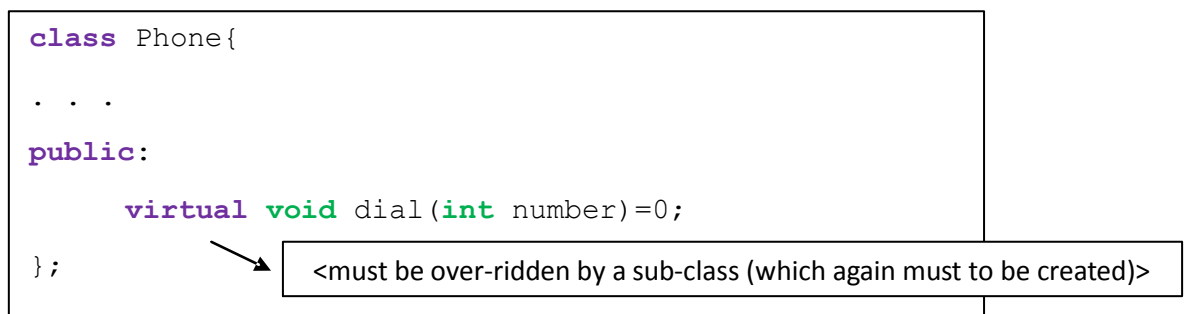 class Phone{
. . .
public:
virtual void dial(int number)=0;
};
<must be over-ridden by a sub-class (which again must to be created)>